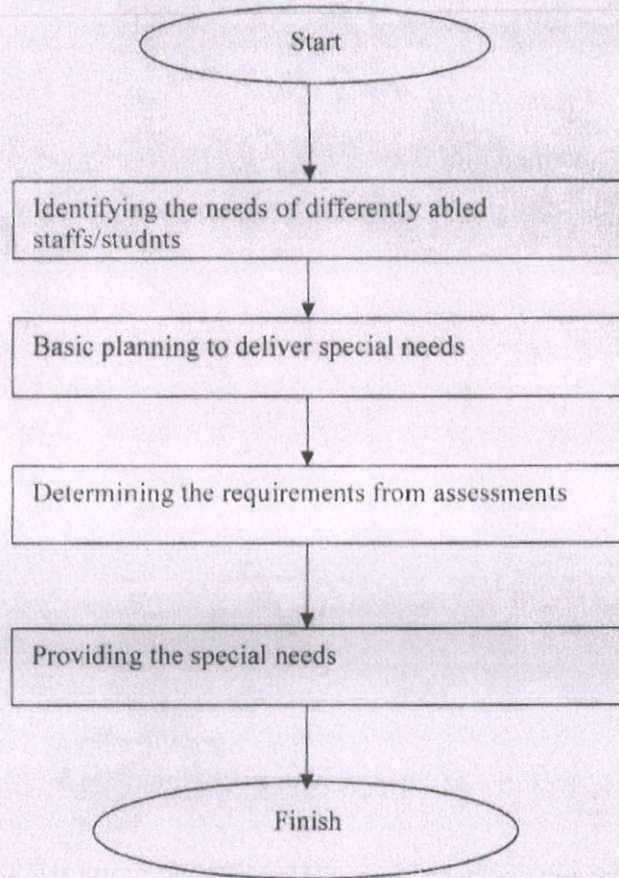 Start
Identifying the needs of differently abled
staffs/studnts
Basic planning to deliver special needs
Determining the requirements from assessments
Providing the special needs
Finish